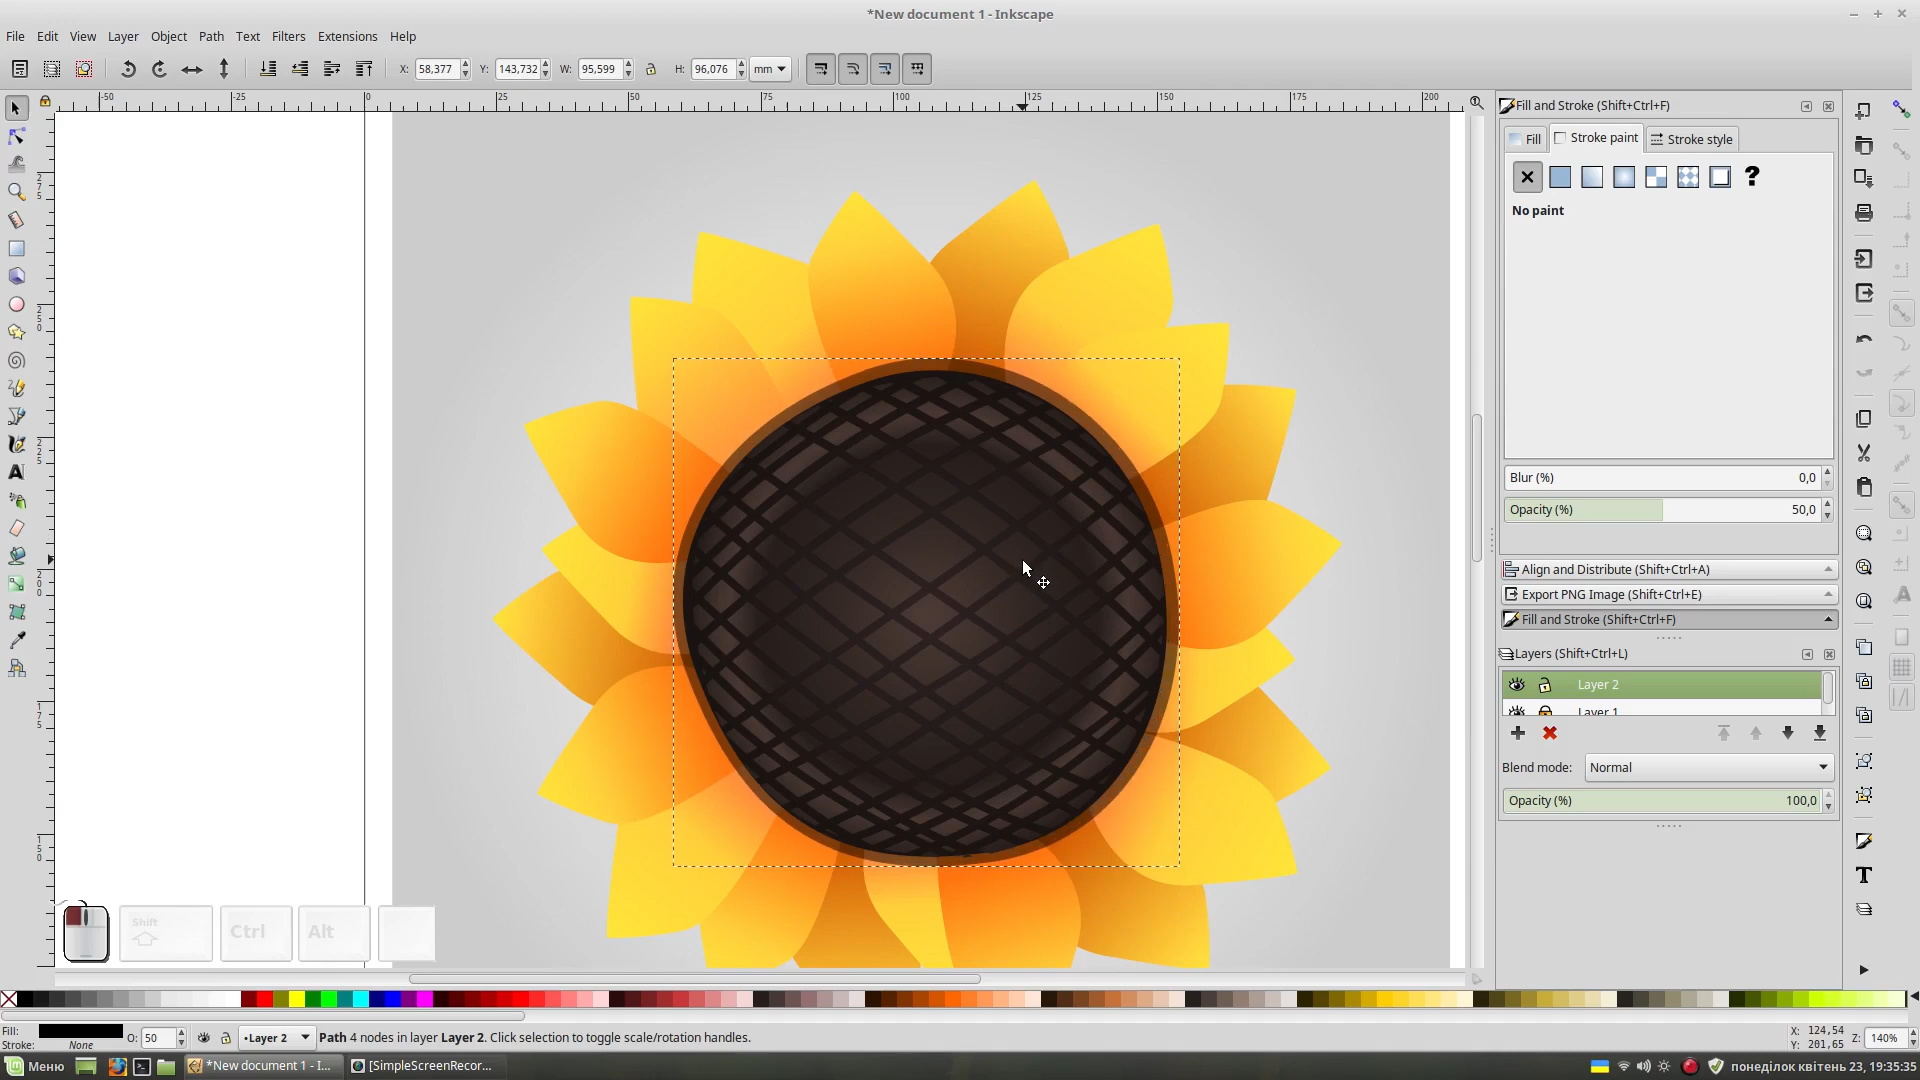 *New document 1 - Inkscape
File Edit View Layer Object Path Text Filters Extensions Help
X: 58,377 Y: 143,732 W: 95,599 H: 96,076 mm
-50 -25 0 25 50 75 100 125 150 175 200
275
250
225
200
175
150
Fill and Stroke (Shift+Ctrl+F)
Fill Stroke paint Stroke style
?
No paint
Blur (%) 0,0
Opacity (%) 50,0
Align and Distribute (Shift+Ctrl+A)
Export PNG Image (Shift+Ctrl+E)
Fill and Stroke (Shift+Ctrl+F)
Layers (Shift+Ctrl+L)
Layer 2
Layer 1
Blend mode: Normal
Opacity (%) 100,0
Shift Ctrl Alt
Fill:
Stroke: None
O: 50
•Layer 2
Path 4 nodes in layer Layer 2. Click selection to toggle scale/rotation handles.
X: 124,54
Y: 201,65
Z: 140%
Меню
*New document 1 - I...
[SimpleScreenRecor...
понеділок квітень 23, 19:35:35